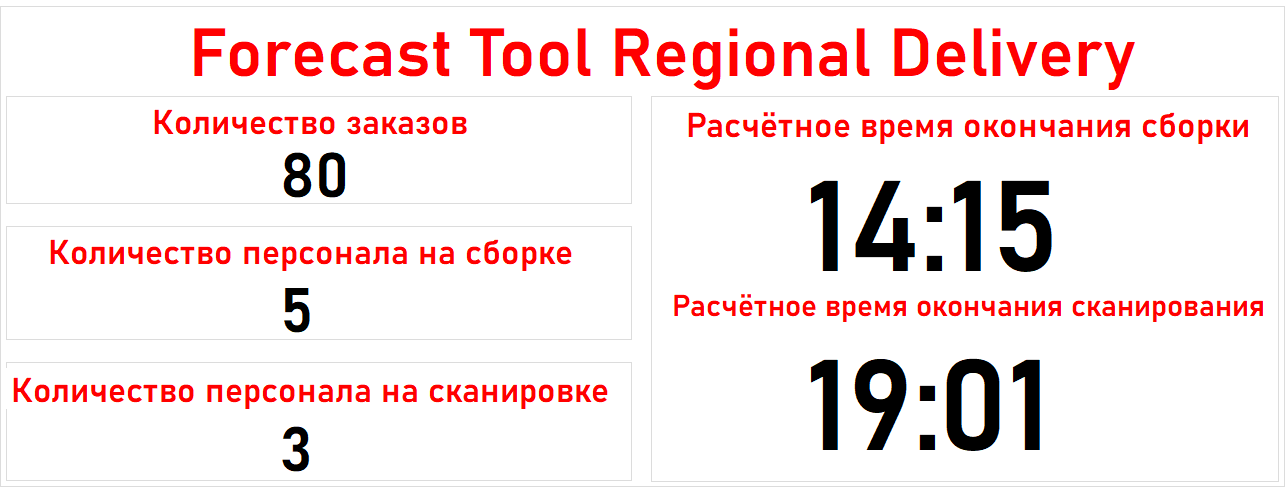 Forecast Tool Regional Delivery
Количество заказов
80
Количество персонала на сборке
5
Количество персонала на сканировке
3
Расчётное время окончания сборки
14:15
Расчётное время окончания сканирования
19:01